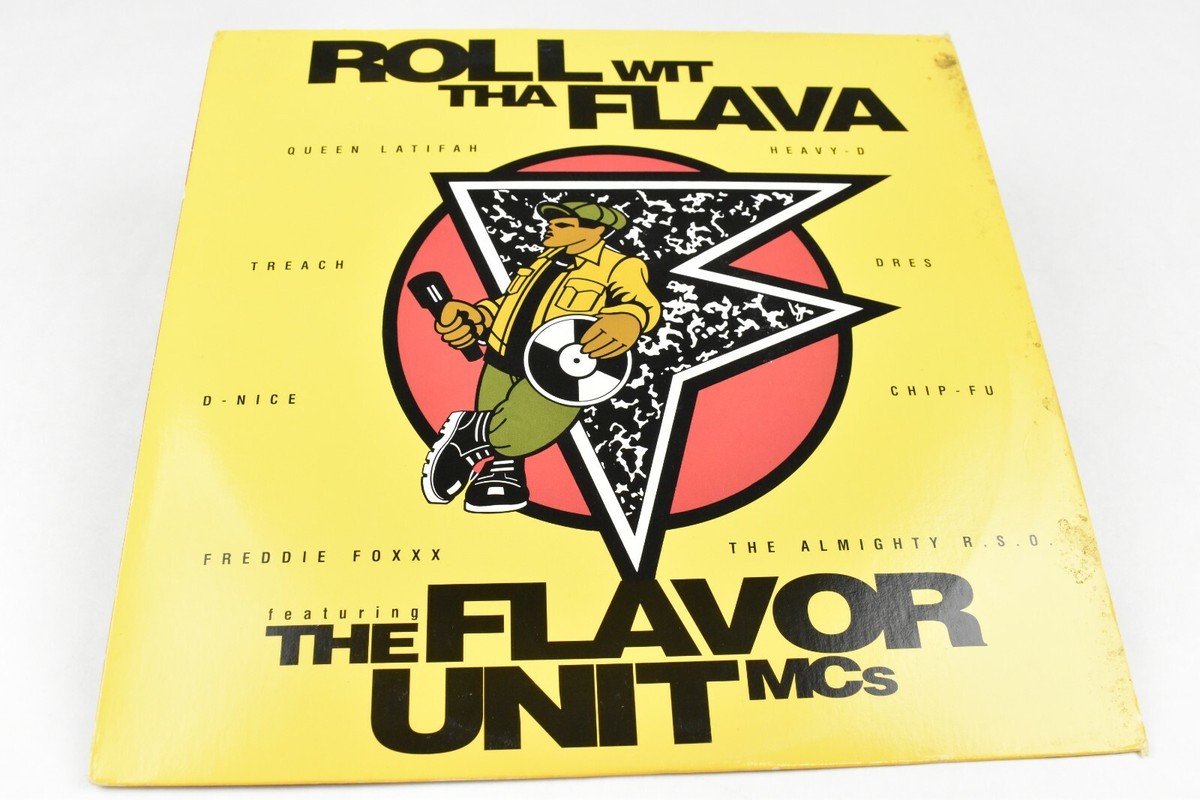 ROLL WIT
THA FLAVA
QUEEN LATIFAH HEAVY-D
TREACH DRES
D-NICE CHIP-FU
FREDDIE FOXXX THE ALMIGHTY R.S.O.
featuring
THE FLAVOR
UNIT MCs